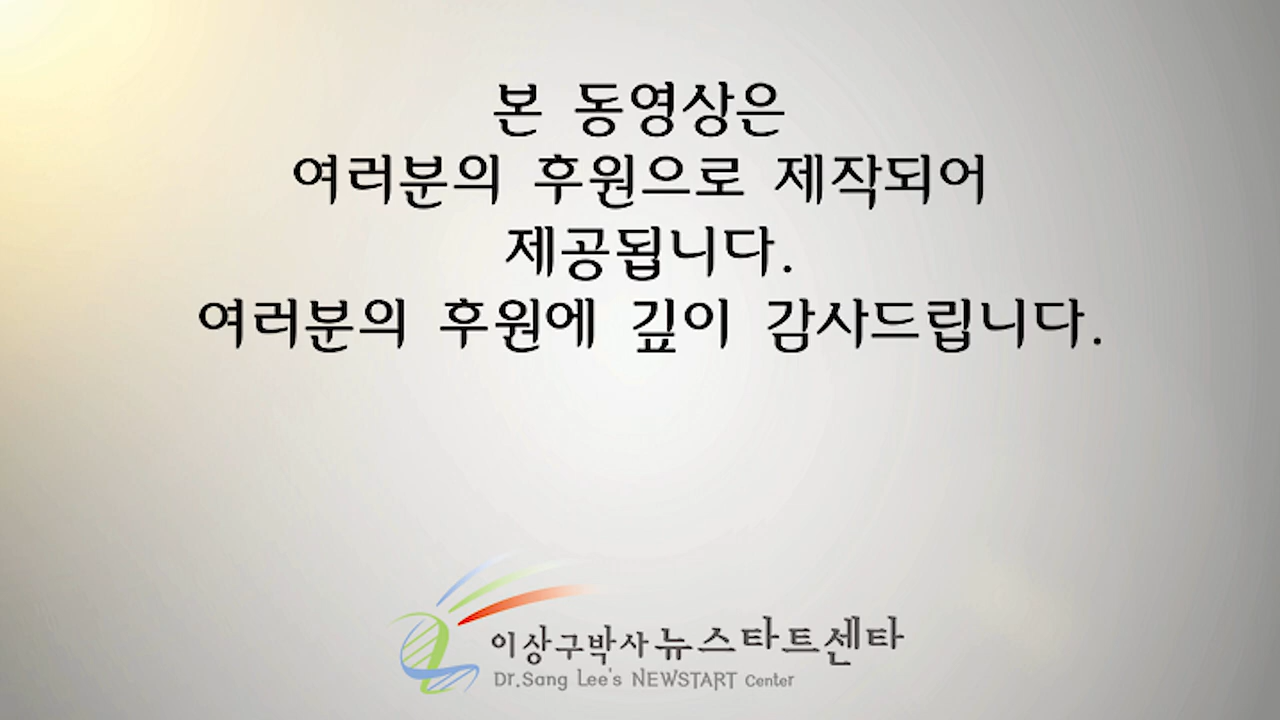 본 동영상은
여러분의 후원으로 제작되어
제공됩니다.
여러분의 후원에 깊이 감사드립니다.
이상구박사 뉴스타트센타
Dr.Sang Lee's NEWSTART Center